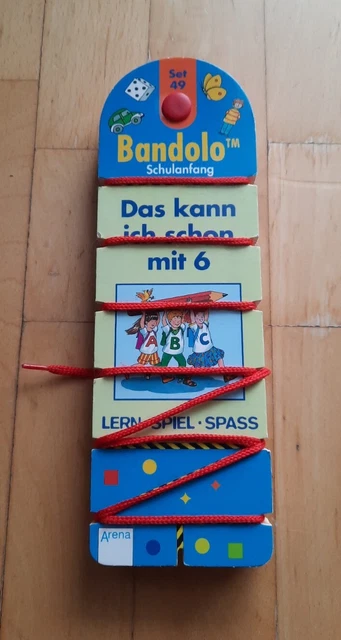 Set
49
Bandolo™
Schulanfang
Das kann
ich schon
mit 6
A B C
LERN · SPIEL · SPASS
Arena